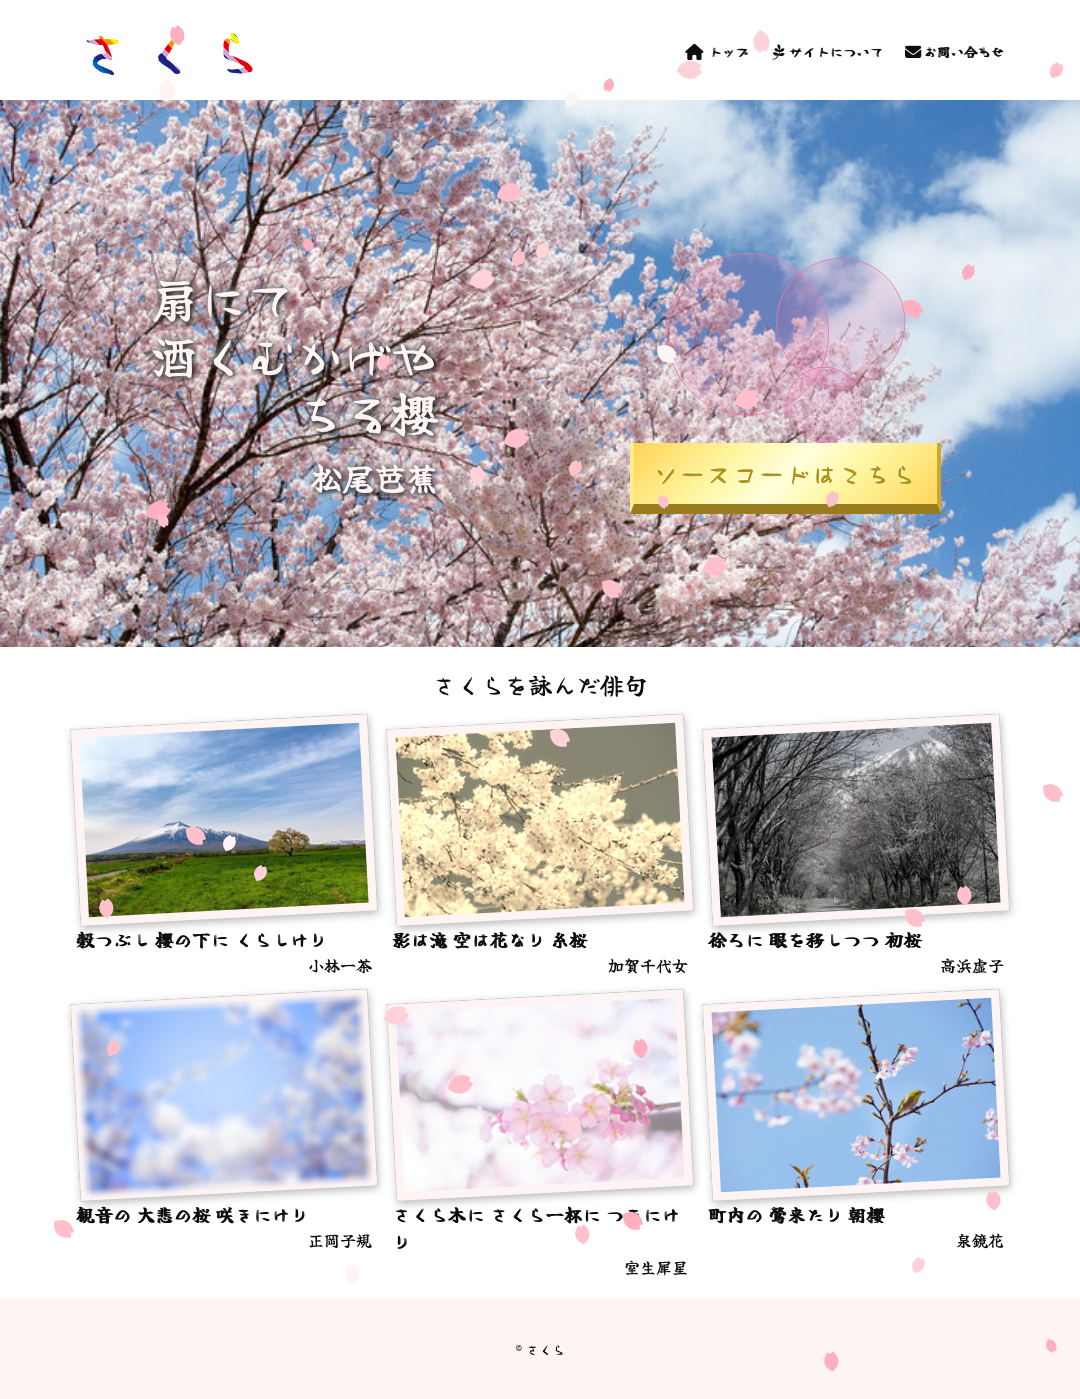 さくら
トップ
サイトについて
お問い合わせ
扇にて
酒くむかげや
ちる櫻
松尾芭蕉
ソースコードはこちら
さくらを詠んだ俳句
穀つぶし 櫻の下に くらしけり
小林一茶
影は滝 空は花なり 糸桜
加賀千代女
徐ろに 眼を移しつつ 初桜
高浜虚子
観音の 大悲の桜 咲きにけり
正岡子規
さくら木に さくら一杯に つきにけ
り
室生犀星
町内の 鶯来たり 朝櫻
泉鏡花
© さくら